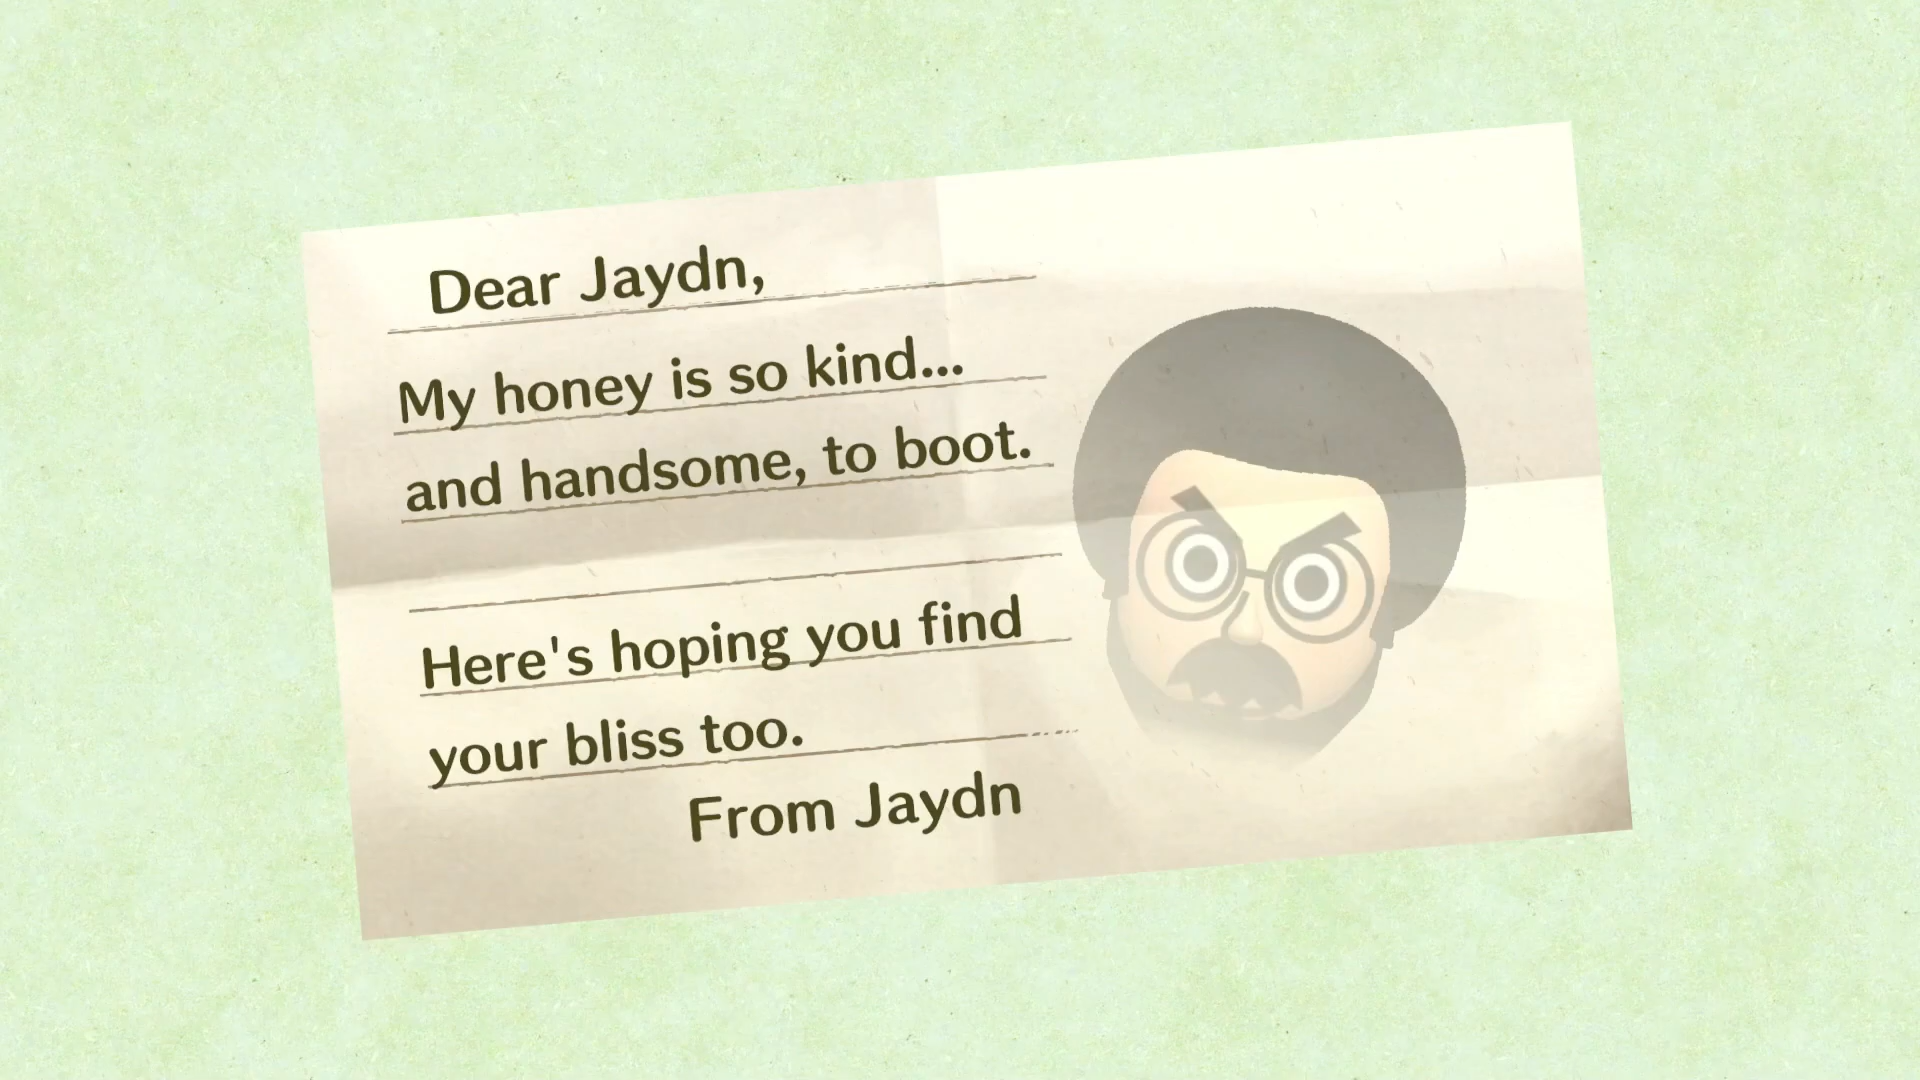 Dear Jaydn,
My honey is so kind...
and handsome, to boot.
Here's hoping you find
your bliss too.
From Jaydn